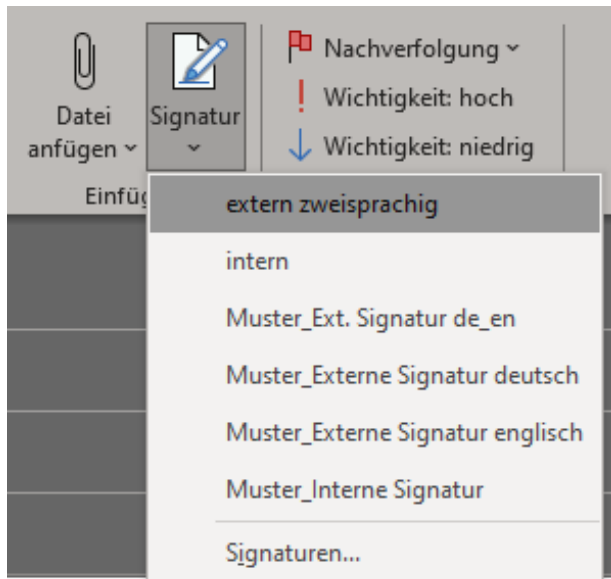 Datei
anfügen
Signatur
Nachverfolgung
Wichtigkeit: hoch
Wichtigkeit: niedrig
Einfüg
extern zweisprachig
intern
Muster_Ext. Signatur de_en
Muster_Externe Signatur deutsch
Muster_Externe Signatur englisch
Muster_Interne Signatur
Signaturen...